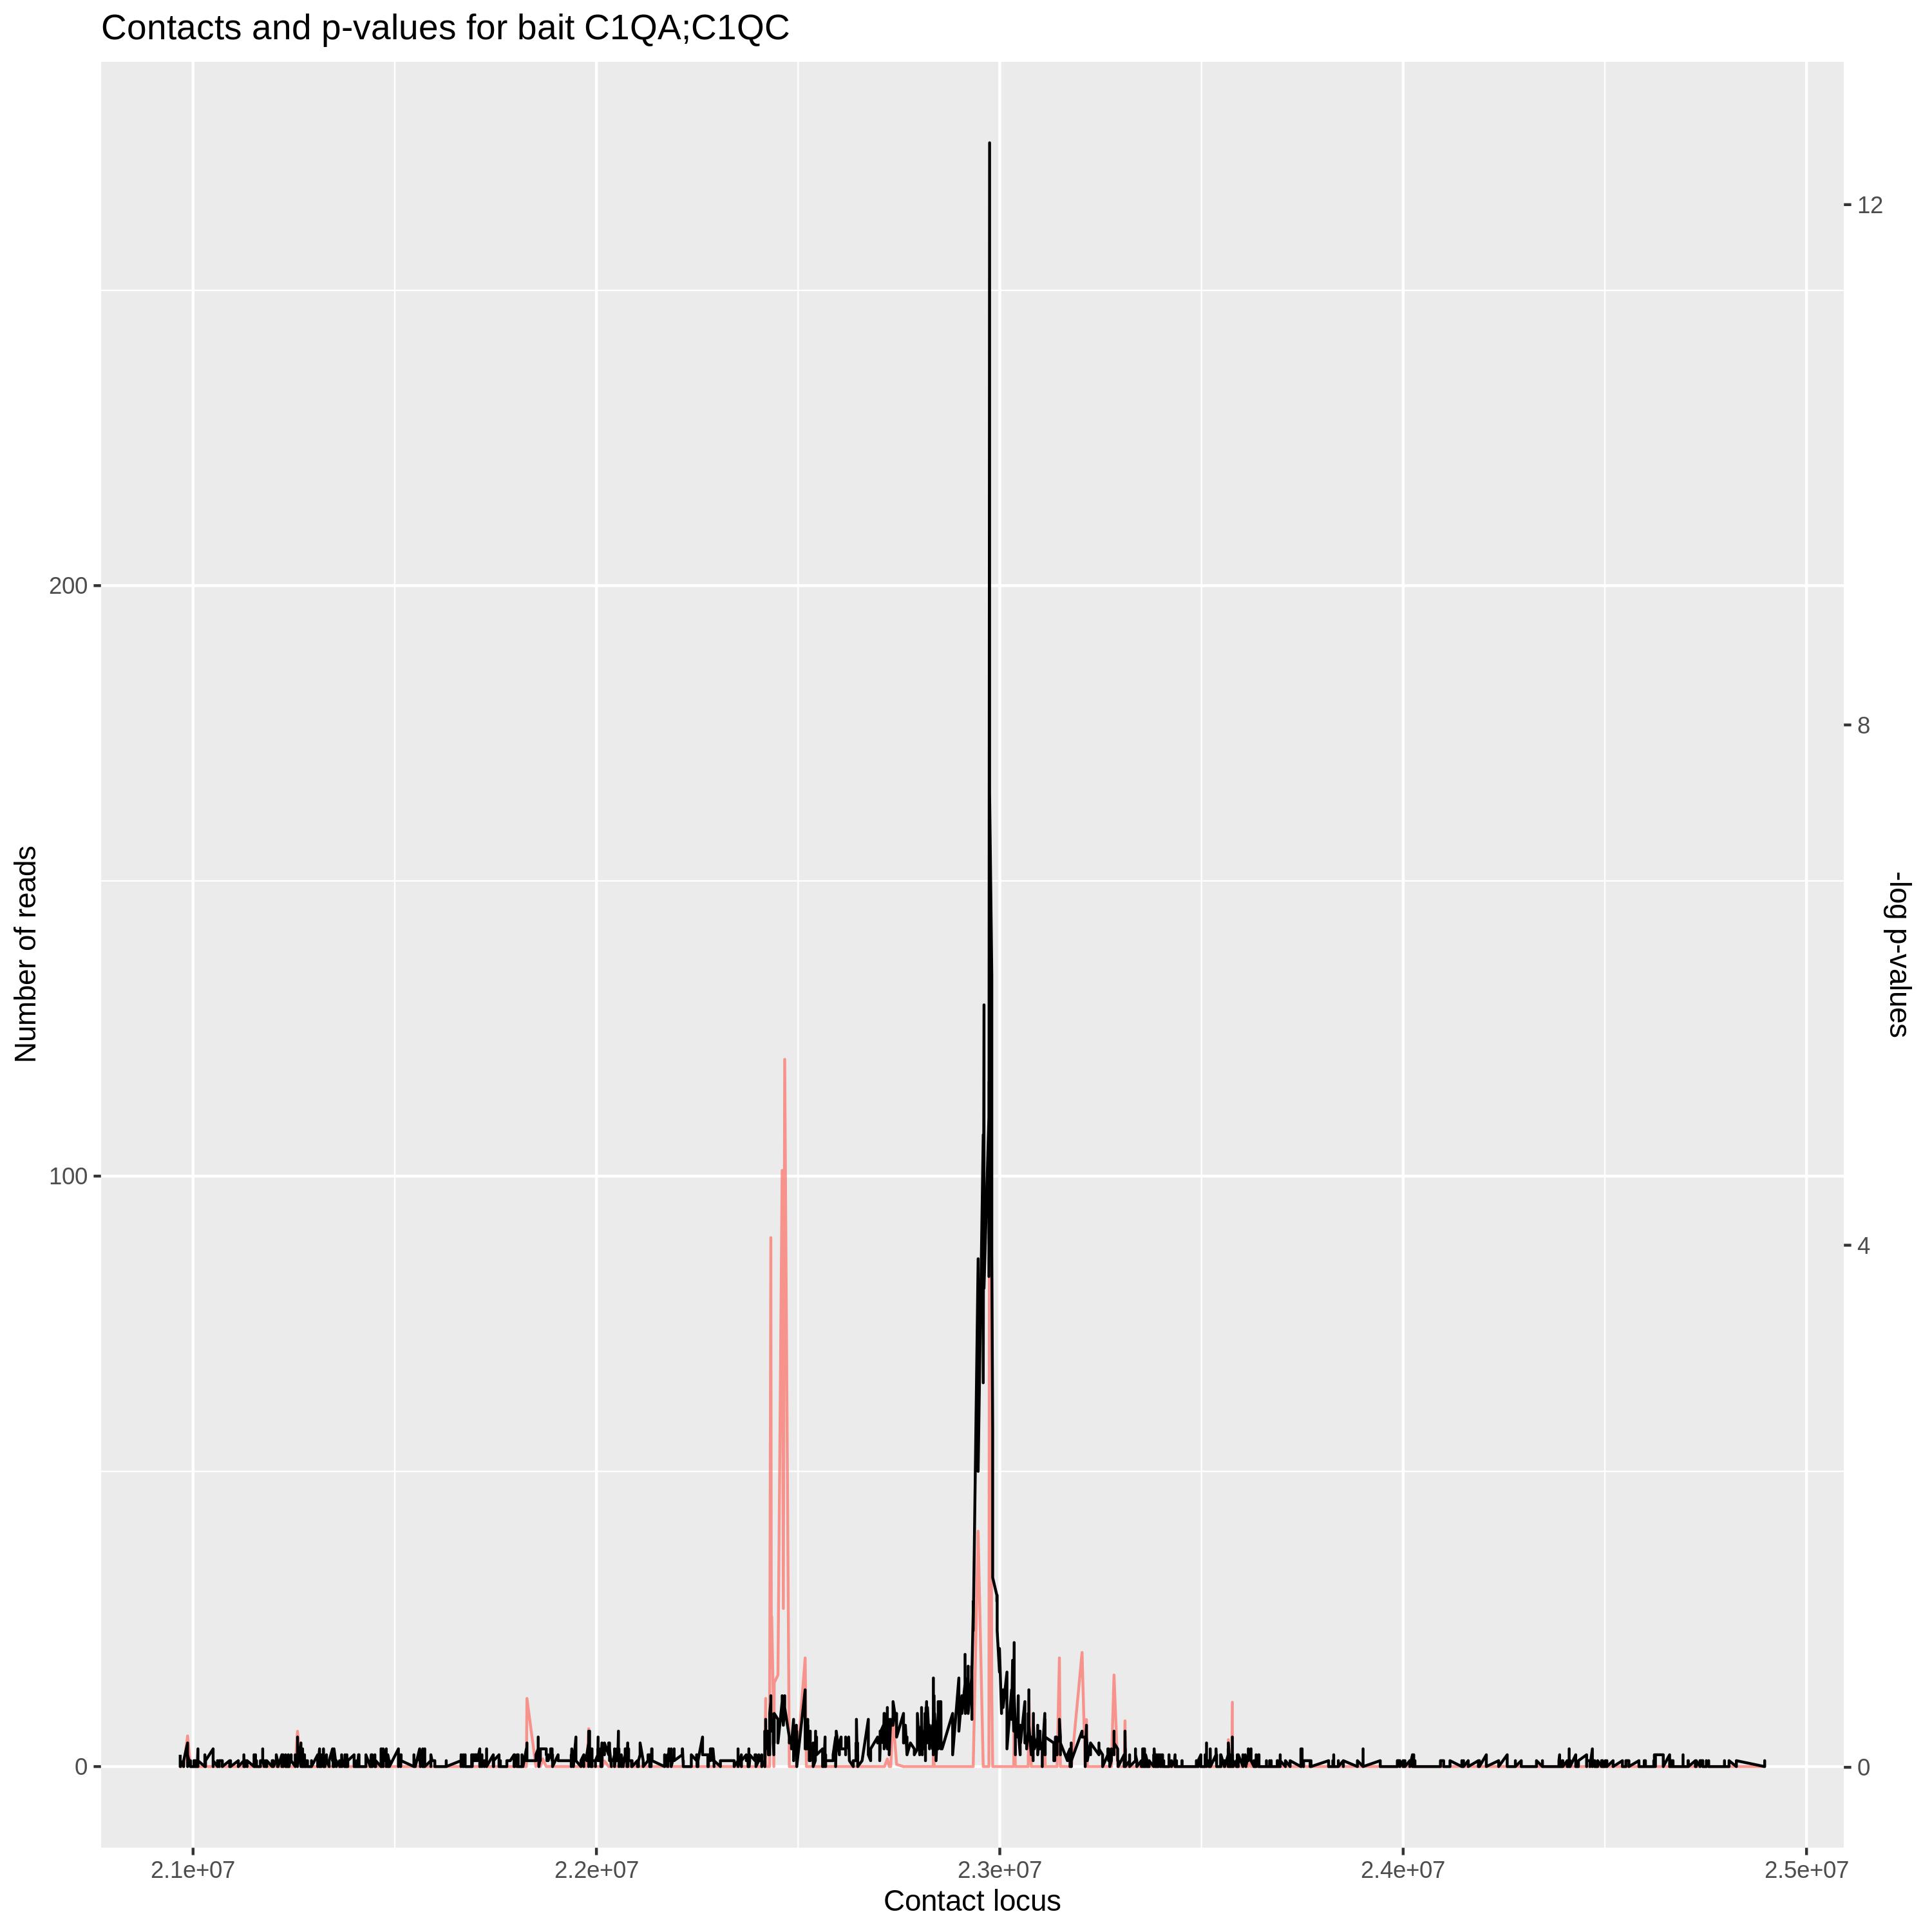 Contacts and p-values for bait C1QA;C1QC
Number of reads
200
100
0
12
8
4
0
-log p-values
2.1e+07 2.2e+07 2.3e+07 2.4e+07 2.5e+07
Contact locus